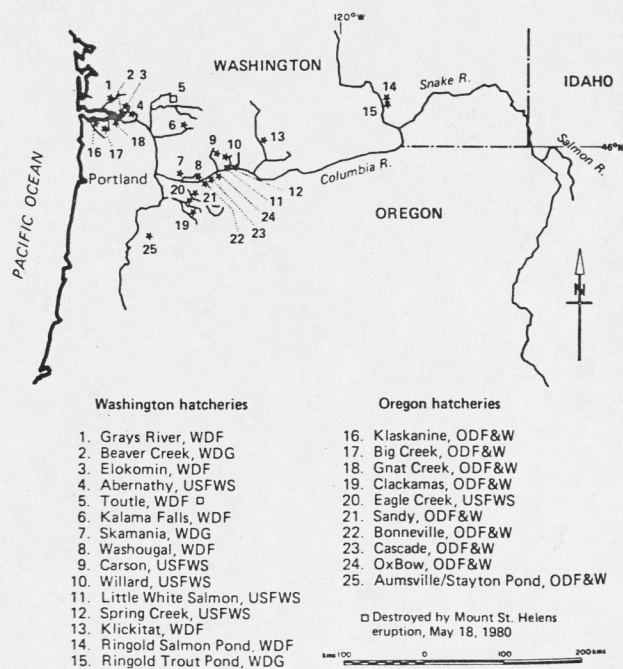 120°W
WASHINGTON
IDAHO
Snake R.
Salmon R.
46°N
Columbia R.
OREGON
Portland
PACIFIC OCEAN
N
1
2
3
4
5
6
7
8
9
10
11
12
13
14
15
16
17
18
19
20
21
22
23
24
25
Washington hatcheries
1. Grays River, WDF
2. Beaver Creek, WDG
3. Elokomin, WDF
4. Abernathy, USFWS
5. Toutle, WDF □
6. Kalama Falls, WDF
7. Skamania, WDG
8. Washougal, WDF
9. Carson, USFWS
10. Willard, USFWS
11. Little White Salmon, USFWS
12. Spring Creek, USFWS
13. Klickitat, WDF
14. Ringold Salmon Pond, WDF
15. Ringold Trout Pond, WDG
Oregon hatcheries
16. Klaskanine, ODF&W
17. Big Creek, ODF&W
18. Gnat Creek, ODF&W
19. Clackamas, ODF&W
20. Eagle Creek, USFWS
21. Sandy, ODF&W
22. Bonneville, ODF&W
23. Cascade, ODF&W
24. OxBow, ODF&W
25. Aumsville/Stayton Pond, ODF&W
□ Destroyed by Mount St. Helens
eruption, May 18, 1980
kms 100 0 100 200 kms